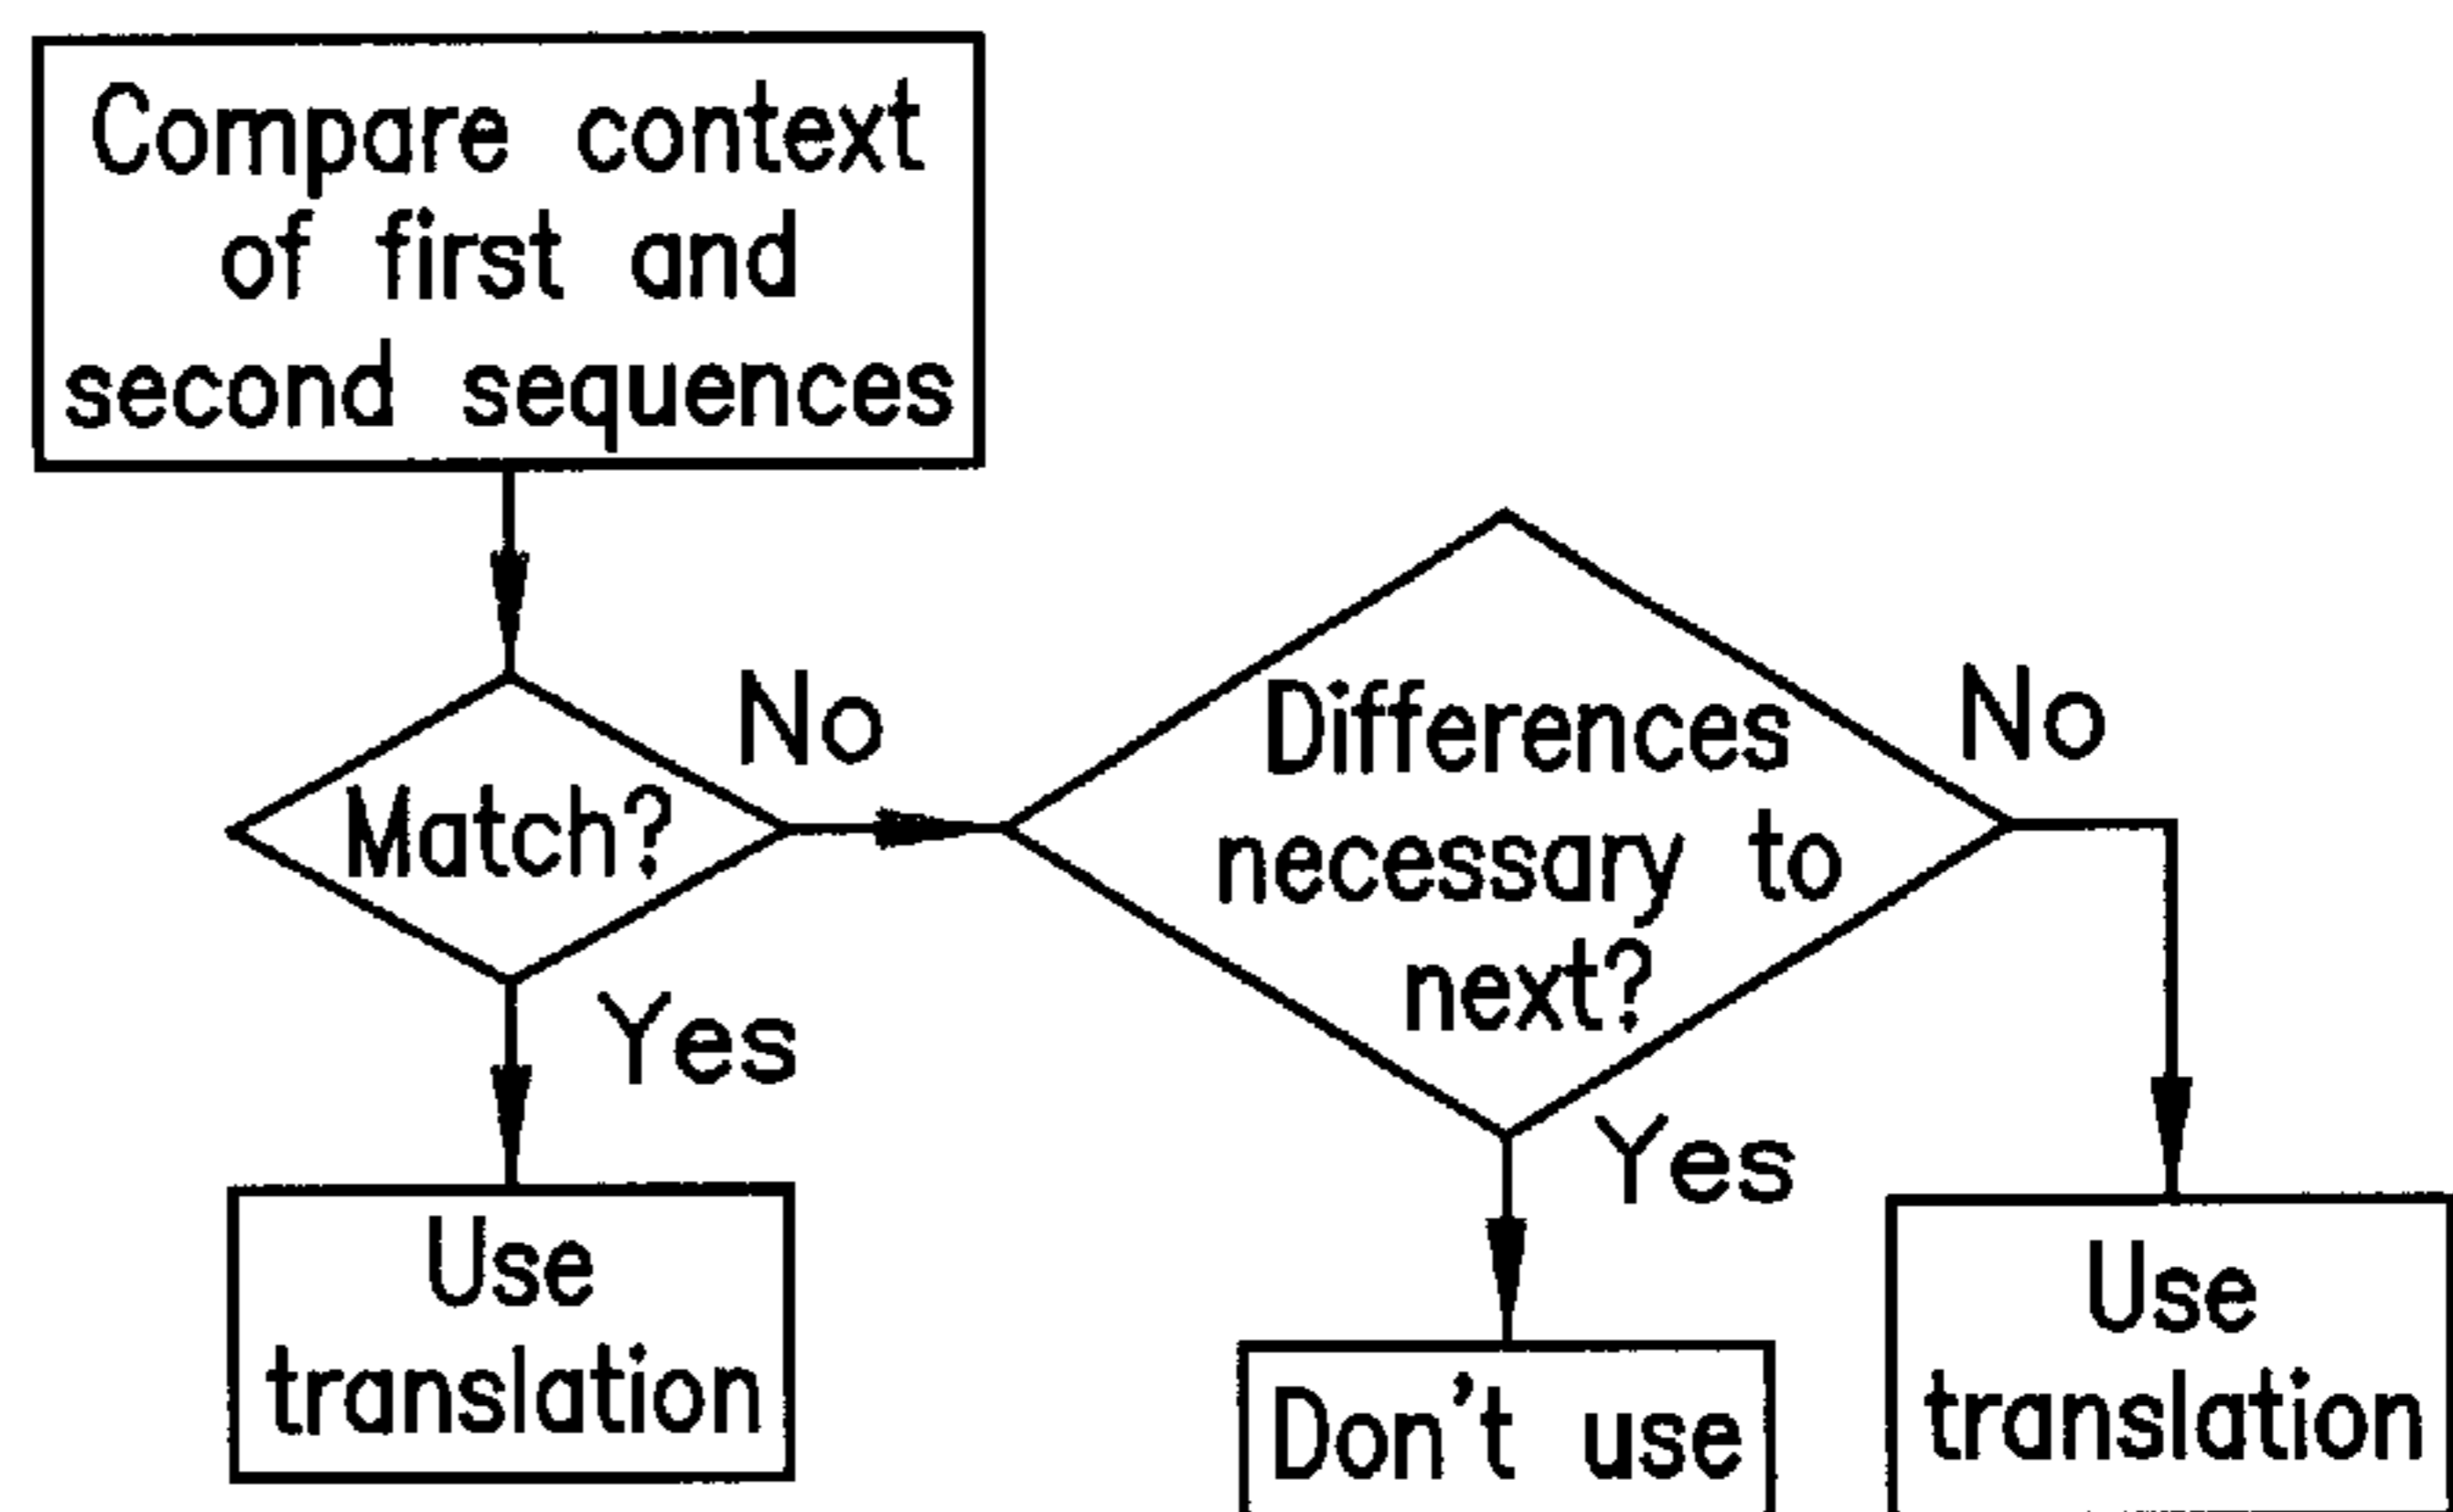 Compare context
of first and
second sequences
No
Match?
Yes
Use
translation
Differences
necessary to
next?
No
Yes
Don't use
Use
translation